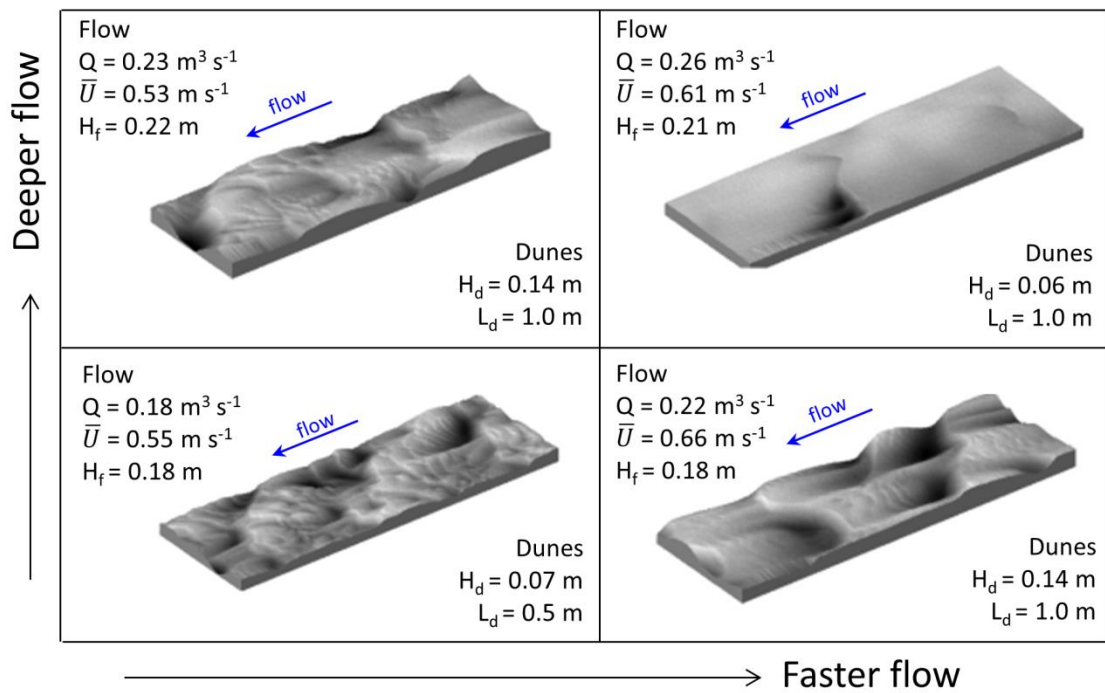 Deeper flow
Flow
Q = 0.23 m³ s⁻¹
U̅ = 0.53 m s⁻¹
H_f = 0.22 m
flow
Dunes
H_d = 0.14 m
L_d = 1.0 m
Flow
Q = 0.26 m³ s⁻¹
U̅ = 0.61 m s⁻¹
H_f = 0.21 m
flow
Dunes
H_d = 0.06 m
L_d = 1.0 m
Flow
Q = 0.18 m³ s⁻¹
U̅ = 0.55 m s⁻¹
H_f = 0.18 m
flow
Dunes
H_d = 0.07 m
L_d = 0.5 m
Flow
Q = 0.22 m³ s⁻¹
U̅ = 0.66 m s⁻¹
H_f = 0.18 m
flow
Dunes
H_d = 0.14 m
L_d = 1.0 m
Faster flow